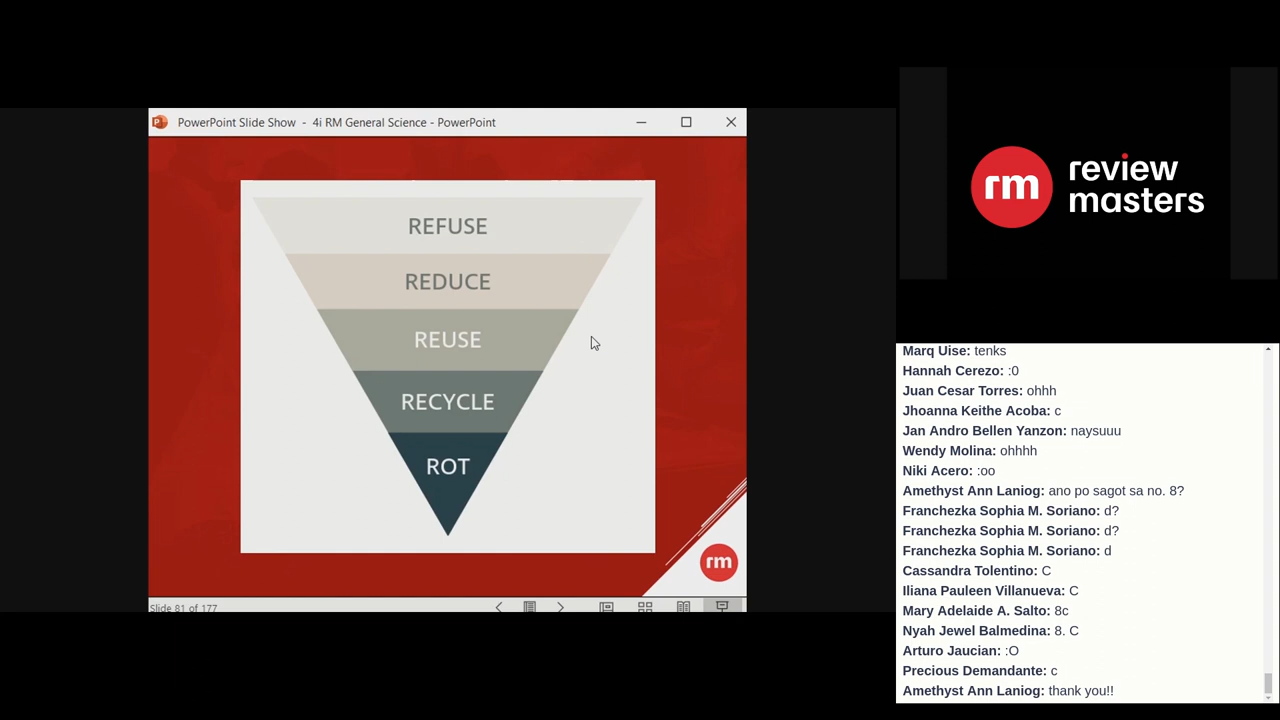 PowerPoint Slide Show - 4i RM General Science - PowerPoint
REFUSE
REDUCE
REUSE
RECYCLE
ROT
rm
Slide 81 of 177
rm review
masters
Marq Uise: tenks
Hannah Cerezo: :0
Juan Cesar Torres: ohhh
Jhoanna Keithe Acoba: c
Jan Andro Bellen Yanzon: naysuuu
Wendy Molina: ohhhh
Niki Acero: :oo
Amethyst Ann Laniog: ano po sagot sa no. 8?
Franchezka Sophia M. Soriano: d?
Franchezka Sophia M. Soriano: d?
Franchezka Sophia M. Soriano: d
Cassandra Tolentino: C
Iliana Pauleen Villanueva: C
Mary Adelaide A. Salto: 8c
Nyah Jewel Balmedina: 8. C
Arturo Jaucian: :O
Precious Demandante: c
Amethyst Ann Laniog: thank you!!